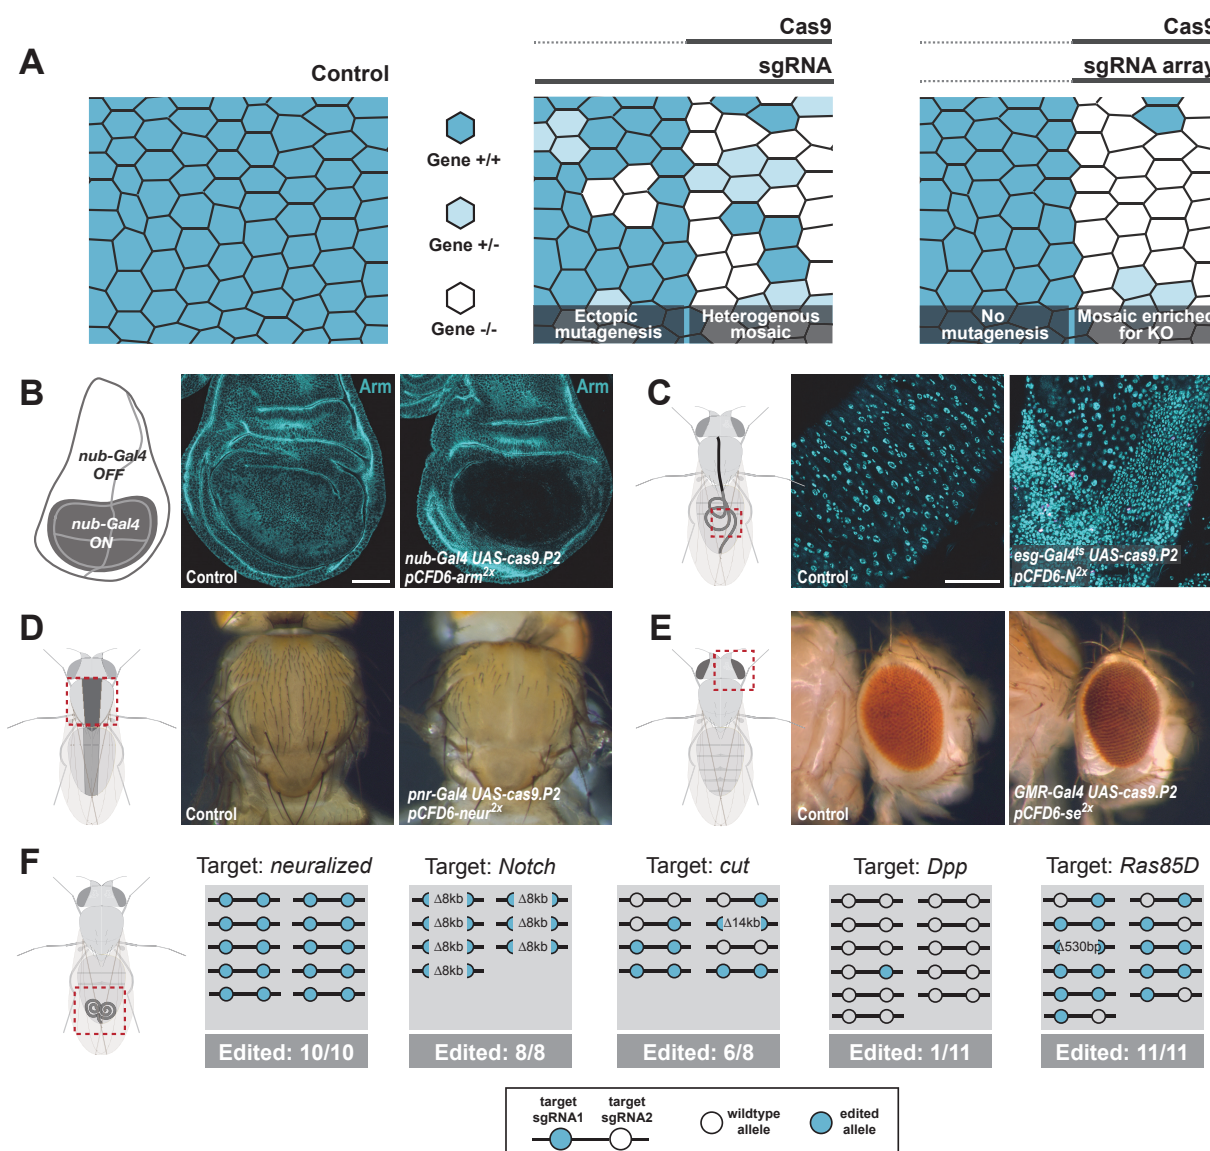 A
Control
Gene +/+
Gene +/-
Gene -/-
Cas9
sgRNA
Ectopic
mutagenesis
Heterogenous
mosaic
Cas9
sgRNA array
No
mutagenesis
Mosaic enriched
for KO
B
nub-Gal4
OFF
nub-Gal4
ON
Arm
Control
Arm
nub-Gal4 UAS-cas9.P2
pCFD6-arm2x
C
Control
esg-Gal4ts UAS-cas9.P2
pCFD6-N2x
D
Control
pnr-Gal4 UAS-cas9.P2
pCFD6-neur2x
E
Control
GMR-Gal4 UAS-cas9.P2
pCFD6-se2x
F
Target: neuralized
Edited: 10/10
Target: Notch
Δ8kb Δ8kb
Δ8kb Δ8kb
Δ8kb Δ8kb
Δ8kb
Edited: 8/8
Target: cut
Δ14kb
Edited: 6/8
Target: Dpp
Edited: 1/11
Target: Ras85D
Δ530bp
Edited: 11/11
target
sgRNA1
target
sgRNA2
wildtype
allele
edited
allele